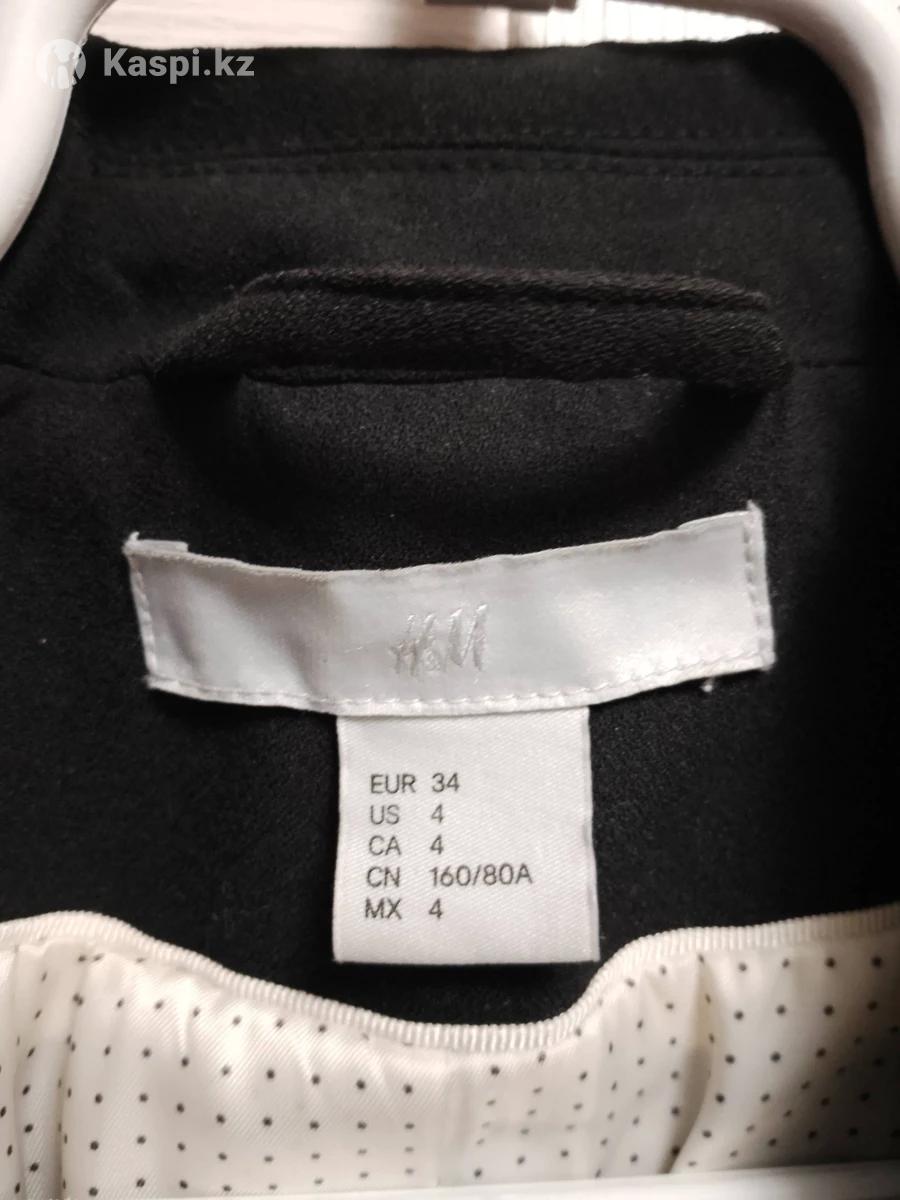 Kaspi.kz
H&M
EUR 34
US 4
CA 4
CN 160/80A
MX 4